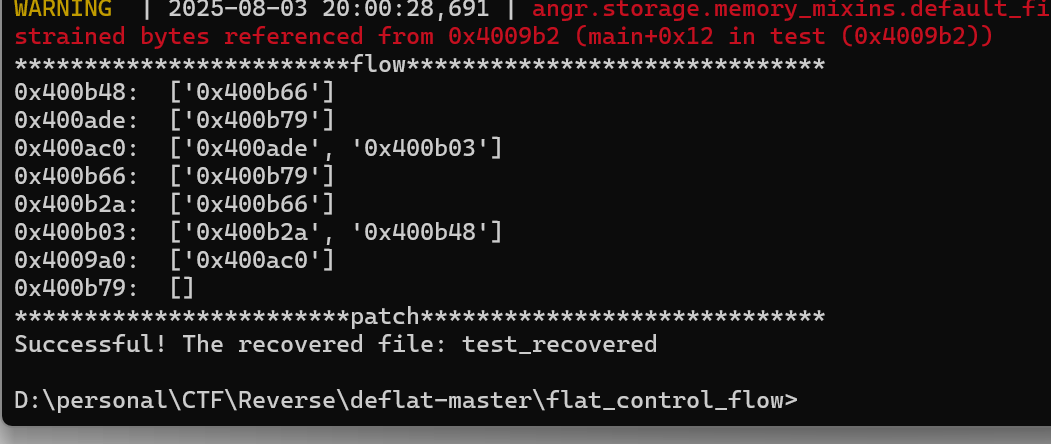 WARNING  | 2025-08-03 20:00:28,691 | angr.storage.memory_mixins.default_fi
strained bytes referenced from 0x4009b2 (main+0x12 in test (0x4009b2))
************************flow******************************
0x400b48:  ['0x400b66']
0x400ade:  ['0x400b79']
0x400ac0:  ['0x400ade', '0x400b03']
0x400b66:  ['0x400b79']
0x400b2a:  ['0x400b66']
0x400b03:  ['0x400b2a', '0x400b48']
0x4009a0:  ['0x400ac0']
0x400b79:  []
************************patch*****************************
Successful! The recovered file: test_recovered
D:\personal\CTF\Reverse\deflat-master\flat_control_flow>